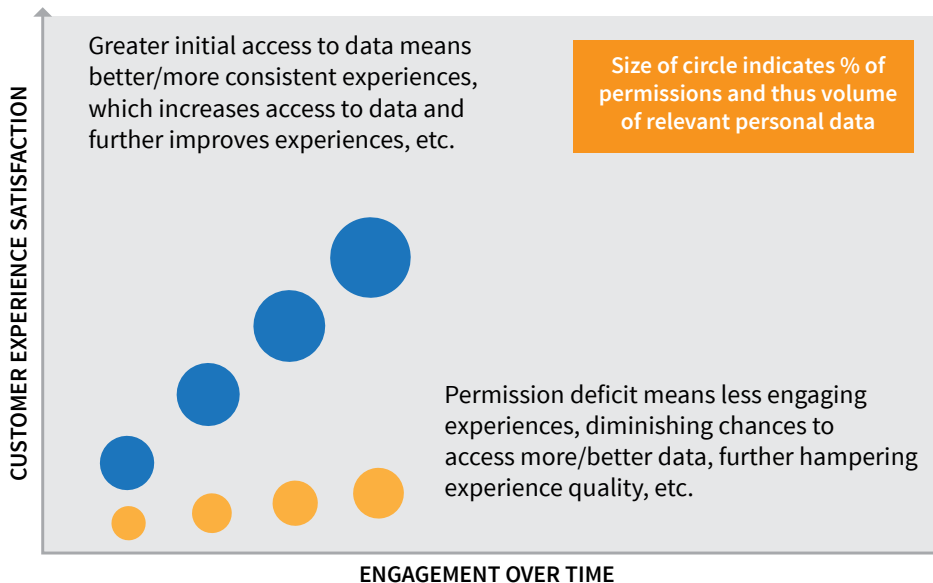 Greater initial access to data means
better/more consistent experiences,
which increases access to data and
further improves experiences, etc.
Size of circle indicates % of
permissions and thus volume
of relevant personal data
CUSTOMER EXPERIENCE SATISFACTION
Permission deficit means less engaging
experiences, diminishing chances to
access more/better data, further hampering
experience quality, etc.
ENGAGEMENT OVER TIME